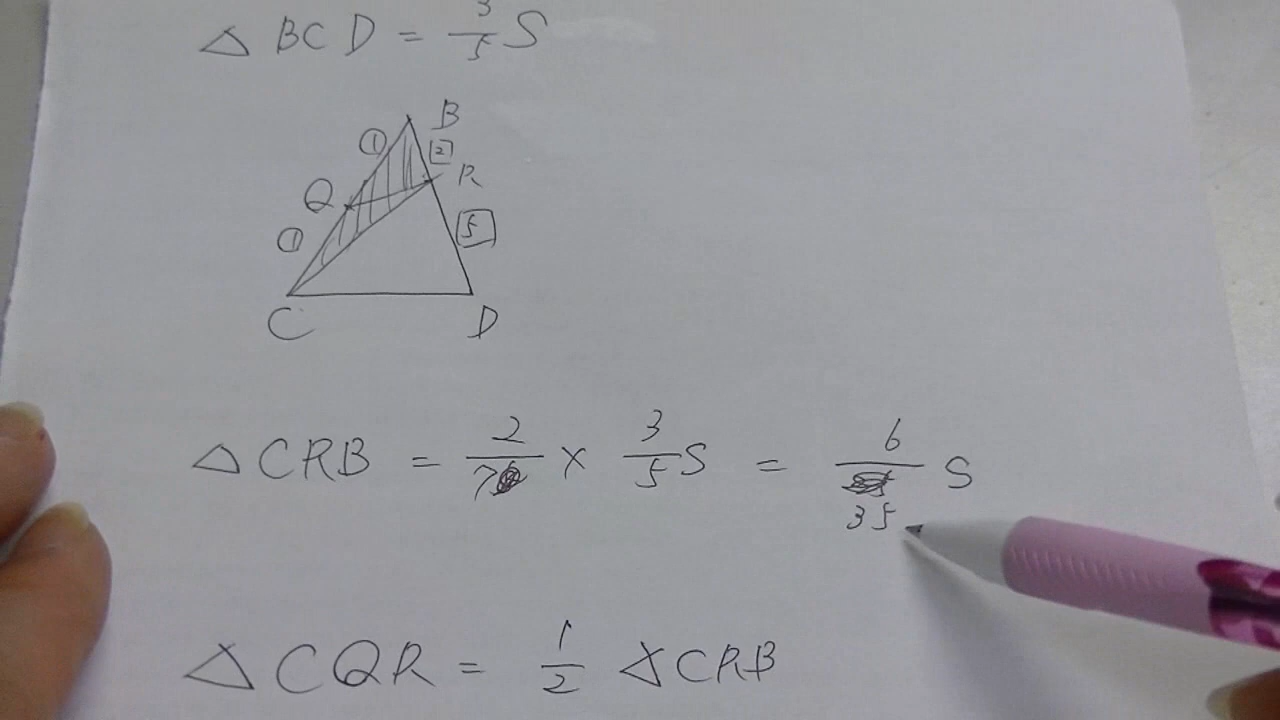 △BCD = 3/5 S
B
① [2]
Q R
① [5]
C D
△CRB = 2/7 × 3/5 S = 6/35 S
△CQR = 1/2 △CRB